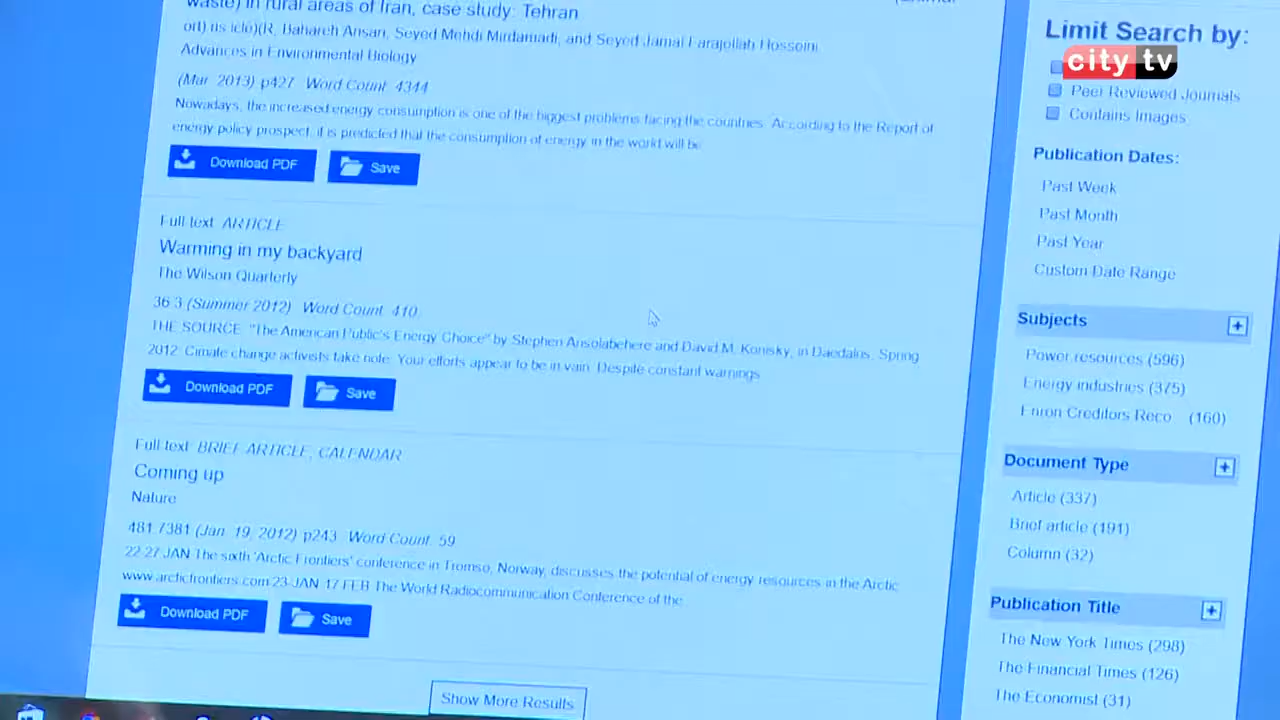 waste) in rural areas of Iran, case study: Tehran
Bahareh Ansari, Seyed Mehdi Mirdamadi, and Seyed Jamal Farajollah Hosseini
Advances in Environmental Biology
(Mar. 2013) p427 Word Count: 4344
Nowadays, the increased energy consumption is one of the biggest problems facing the countries. According to the Report of
energy policy prospect, it is predicted that the consumption of energy in the world will be
Download PDF Save
Full text ARTICLE
Warming in my backyard
The Wilson Quarterly
36.3 (Summer 2012) Word Count: 410
THE SOURCE: "The American Public's Energy Choice" by Stephen Ansolabehere and David M. Konisky, in Daedalus, Spring
2012. Cimate change activists take note: Your efforts appear to be in vain. Despite constant warnings
Download PDF Save
Full text BRIEF ARTICLE, CALENDAR
Coming up
Nature
481.7381 (Jan. 19, 2012) p243 Word Count: 59
22-27 JAN The sixth 'Arctic Frontiers' conference in Tromso, Norway, discusses the potential of energy resources in the Arctic
www.arcticfrontiers.com 23 JAN-17 FEB The World Radiocommunication Conference of the
Download PDF Save
Show More Results
Limit Search by:
city tv
Peer Reviewed Journals
Contains Images
Publication Dates:
Past Week
Past Month
Past Year
Custom Date Range
Subjects +
Power resources (596)
Energy industries (375)
Enron Creditors Reco (160)
Document Type +
Article (337)
Brief article (191)
Column (32)
Publication Title +
The New York Times (298)
The Financial Times (126)
The Economist (31)